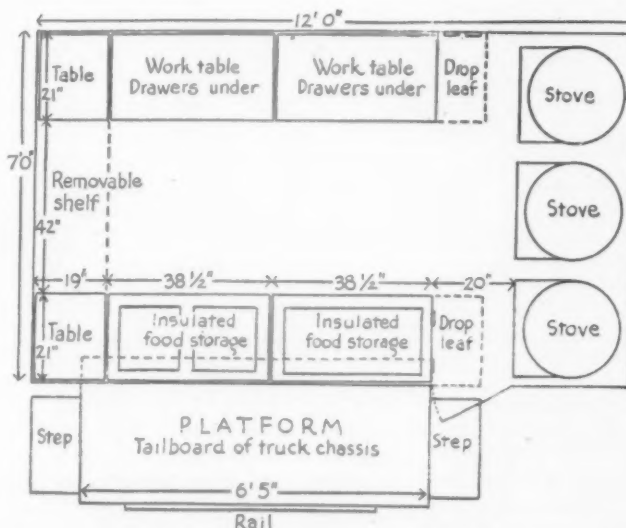 12' 0"
Table
Work table
Drawers under
Work table
Drawers under
Drop
leaf
Stove
21"
7'0"
Removable
shelf
42"
Stove
19"
38 ½"
38 ½"
20"
Table
Insulated
food storage
Insulated
food storage
Drop
leaf
Stove
21"
Step
PLATFORM
Tailboard of truck chassis
Step
6' 5"
Rail